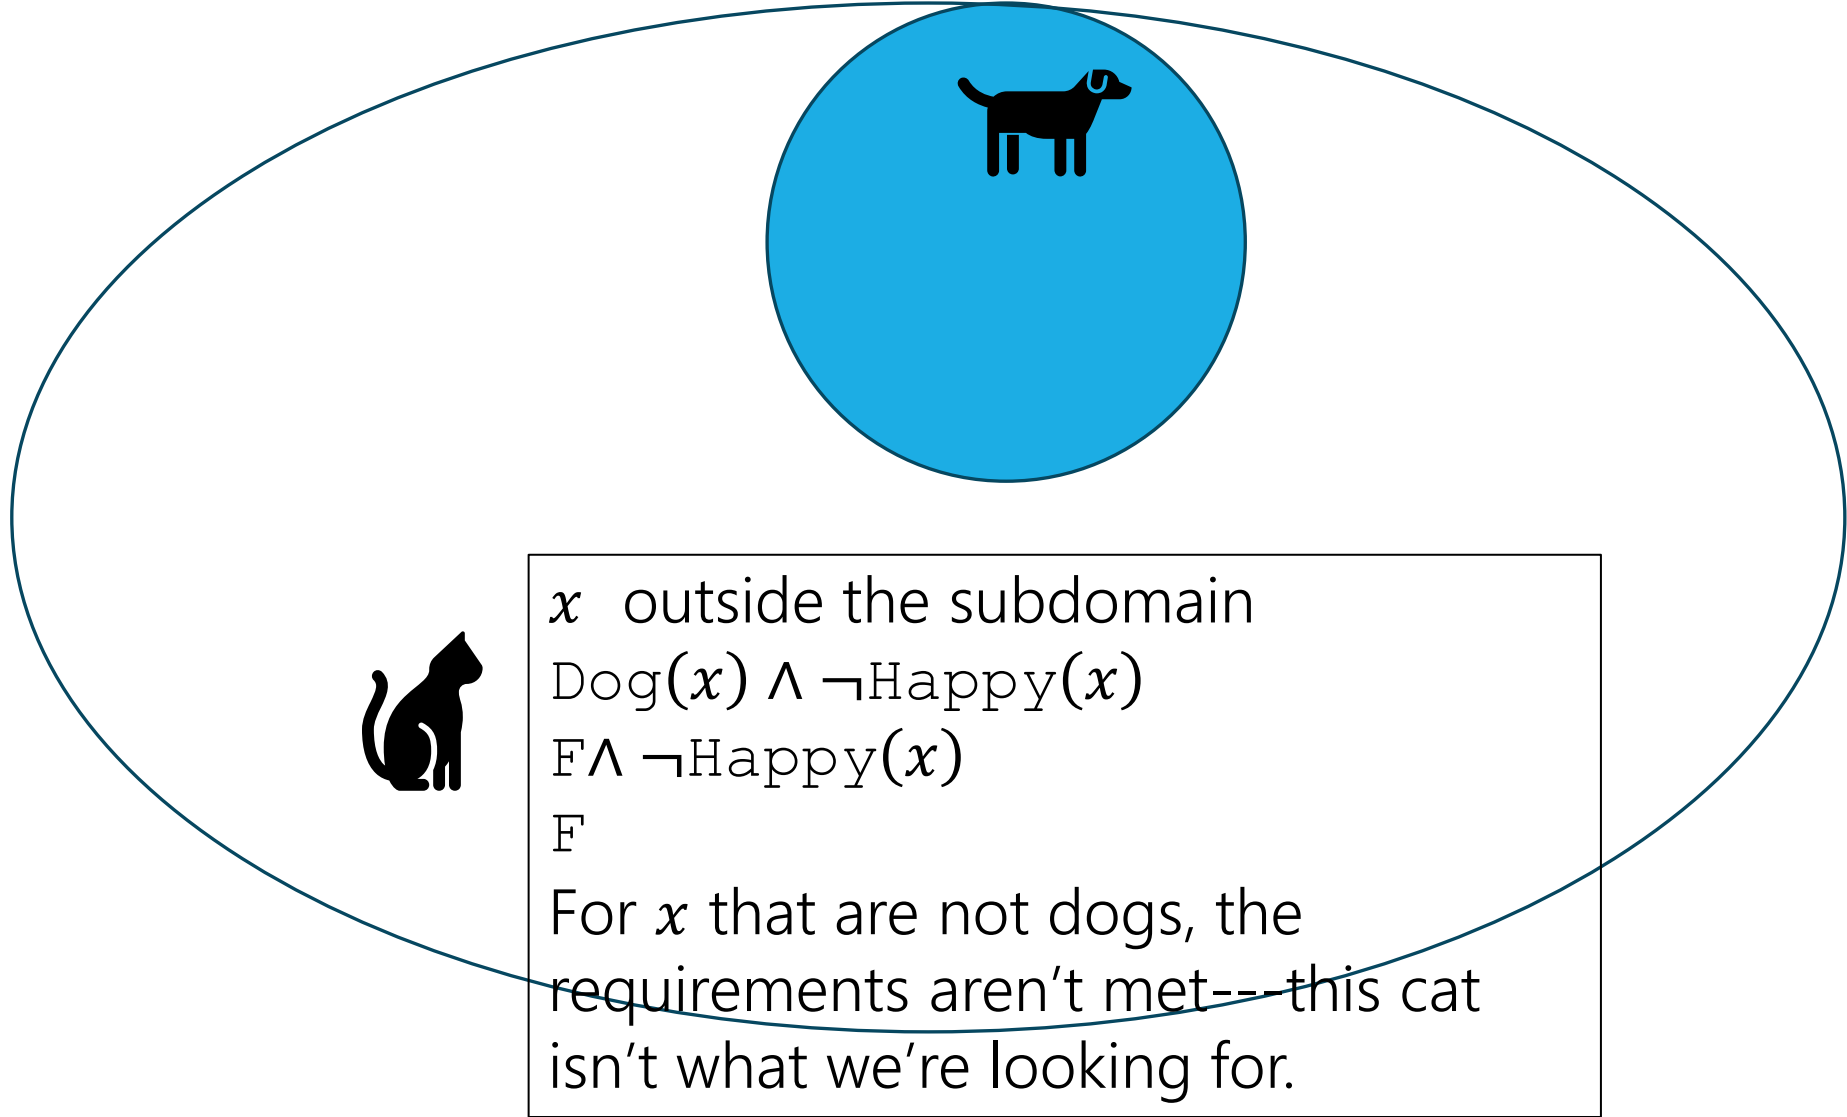 x outside the subdomain
Dog(x) ∧ ¬Happy(x)
F∧ ¬Happy(x)
F
For x that are not dogs, the
requirements aren’t met---this cat
isn’t what we’re looking for.